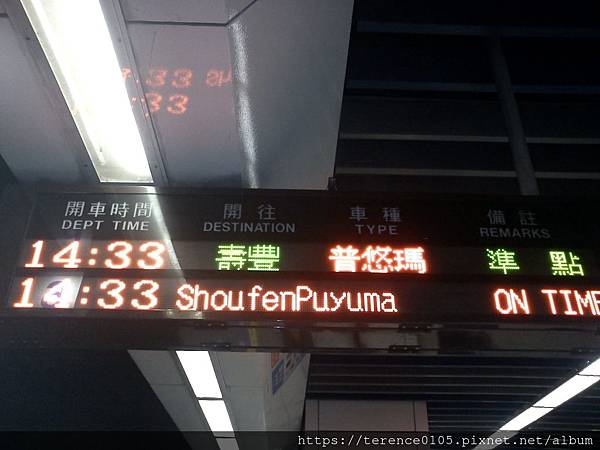 開車時間 開往 車種 備註
DEPT TIME DESTINATION TYPE REMARKS
14:33 壽豐 普悠瑪 準點
14:33 ShoufenPuyuma ON TIME
https://terence0105.pixnet.net/album